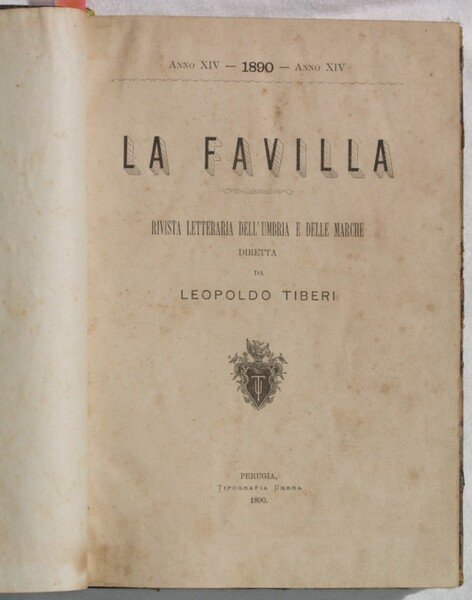 Anno XIV — 1890 — Anno XIV
LA FAVILLA
RIVISTA LETTERARIA DELL'UMBRIA E DELLE MARCHE
DIRETTA
DA
LEOPOLDO TIBERI
PERUGIA,
Tipografia Umbra
1890.